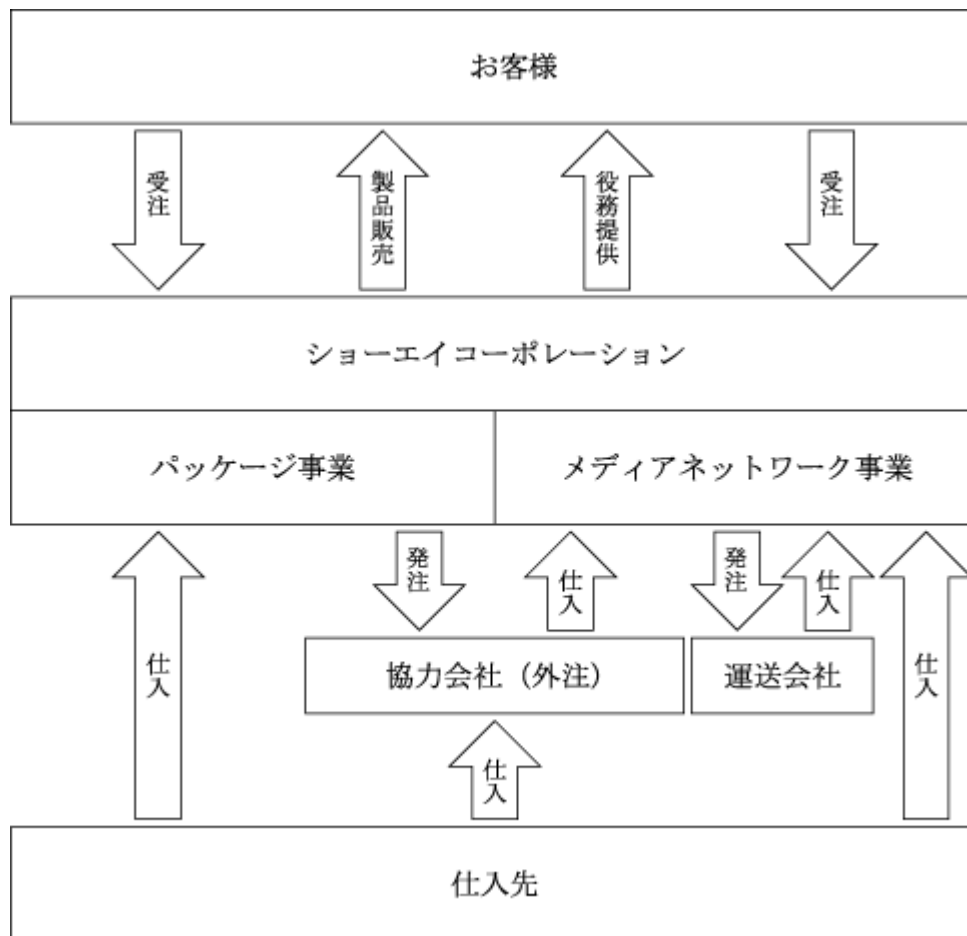 お客様
受注
製品販売
役務提供
受注
ショーエイコーポレーション
パッケージ事業
メディアネットワーク事業
発注
仕入
発注
仕入
仕入
仕入
協力会社（外注）
運送会社
仕入
仕入先